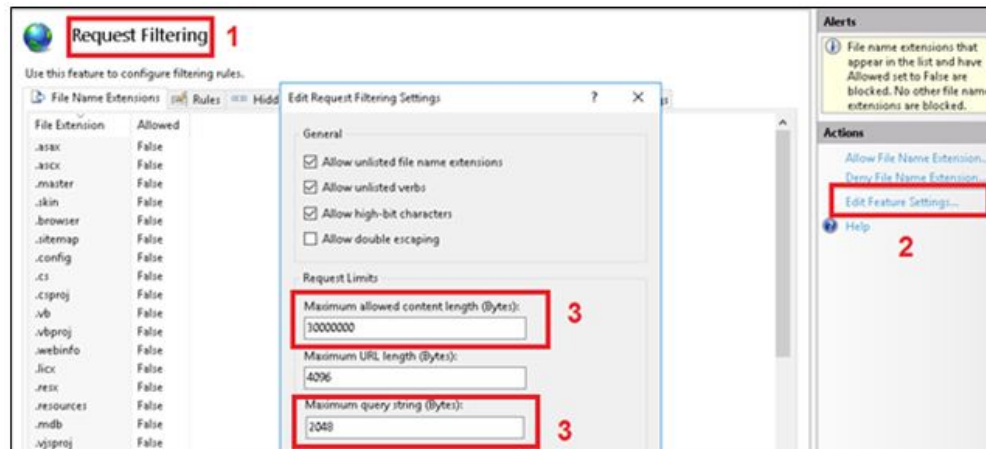 Request Filtering 1
Use this feature to configure filtering rules.
File Name Extensions Rules Hidd
File Extension Allowed
.asax False
.ascx False
.master False
.skin False
.browser False
.sitemap False
.config False
.cs False
.csproj False
.vb False
.vbproj False
.webinfo False
.licx False
.resx False
.resources False
.mdb False
.vjsproj False
Edit Request Filtering Settings ? X
General
Allow unlisted file name extensions
Allow unlisted verbs
Allow high-bit characters
Allow double escaping
Request Limits
Maximum allowed content length (Bytes):
30000000
3
Maximum URL length (Bytes):
4096
Maximum query string (Bytes):
2048
3
Alerts
File name extensions that
appear in the list and have
Allowed set to False are
blocked. No other file name
extensions are blocked.
Actions
Allow File Name Extension...
Deny File Name Extension...
Edit Feature Settings...
Help
2